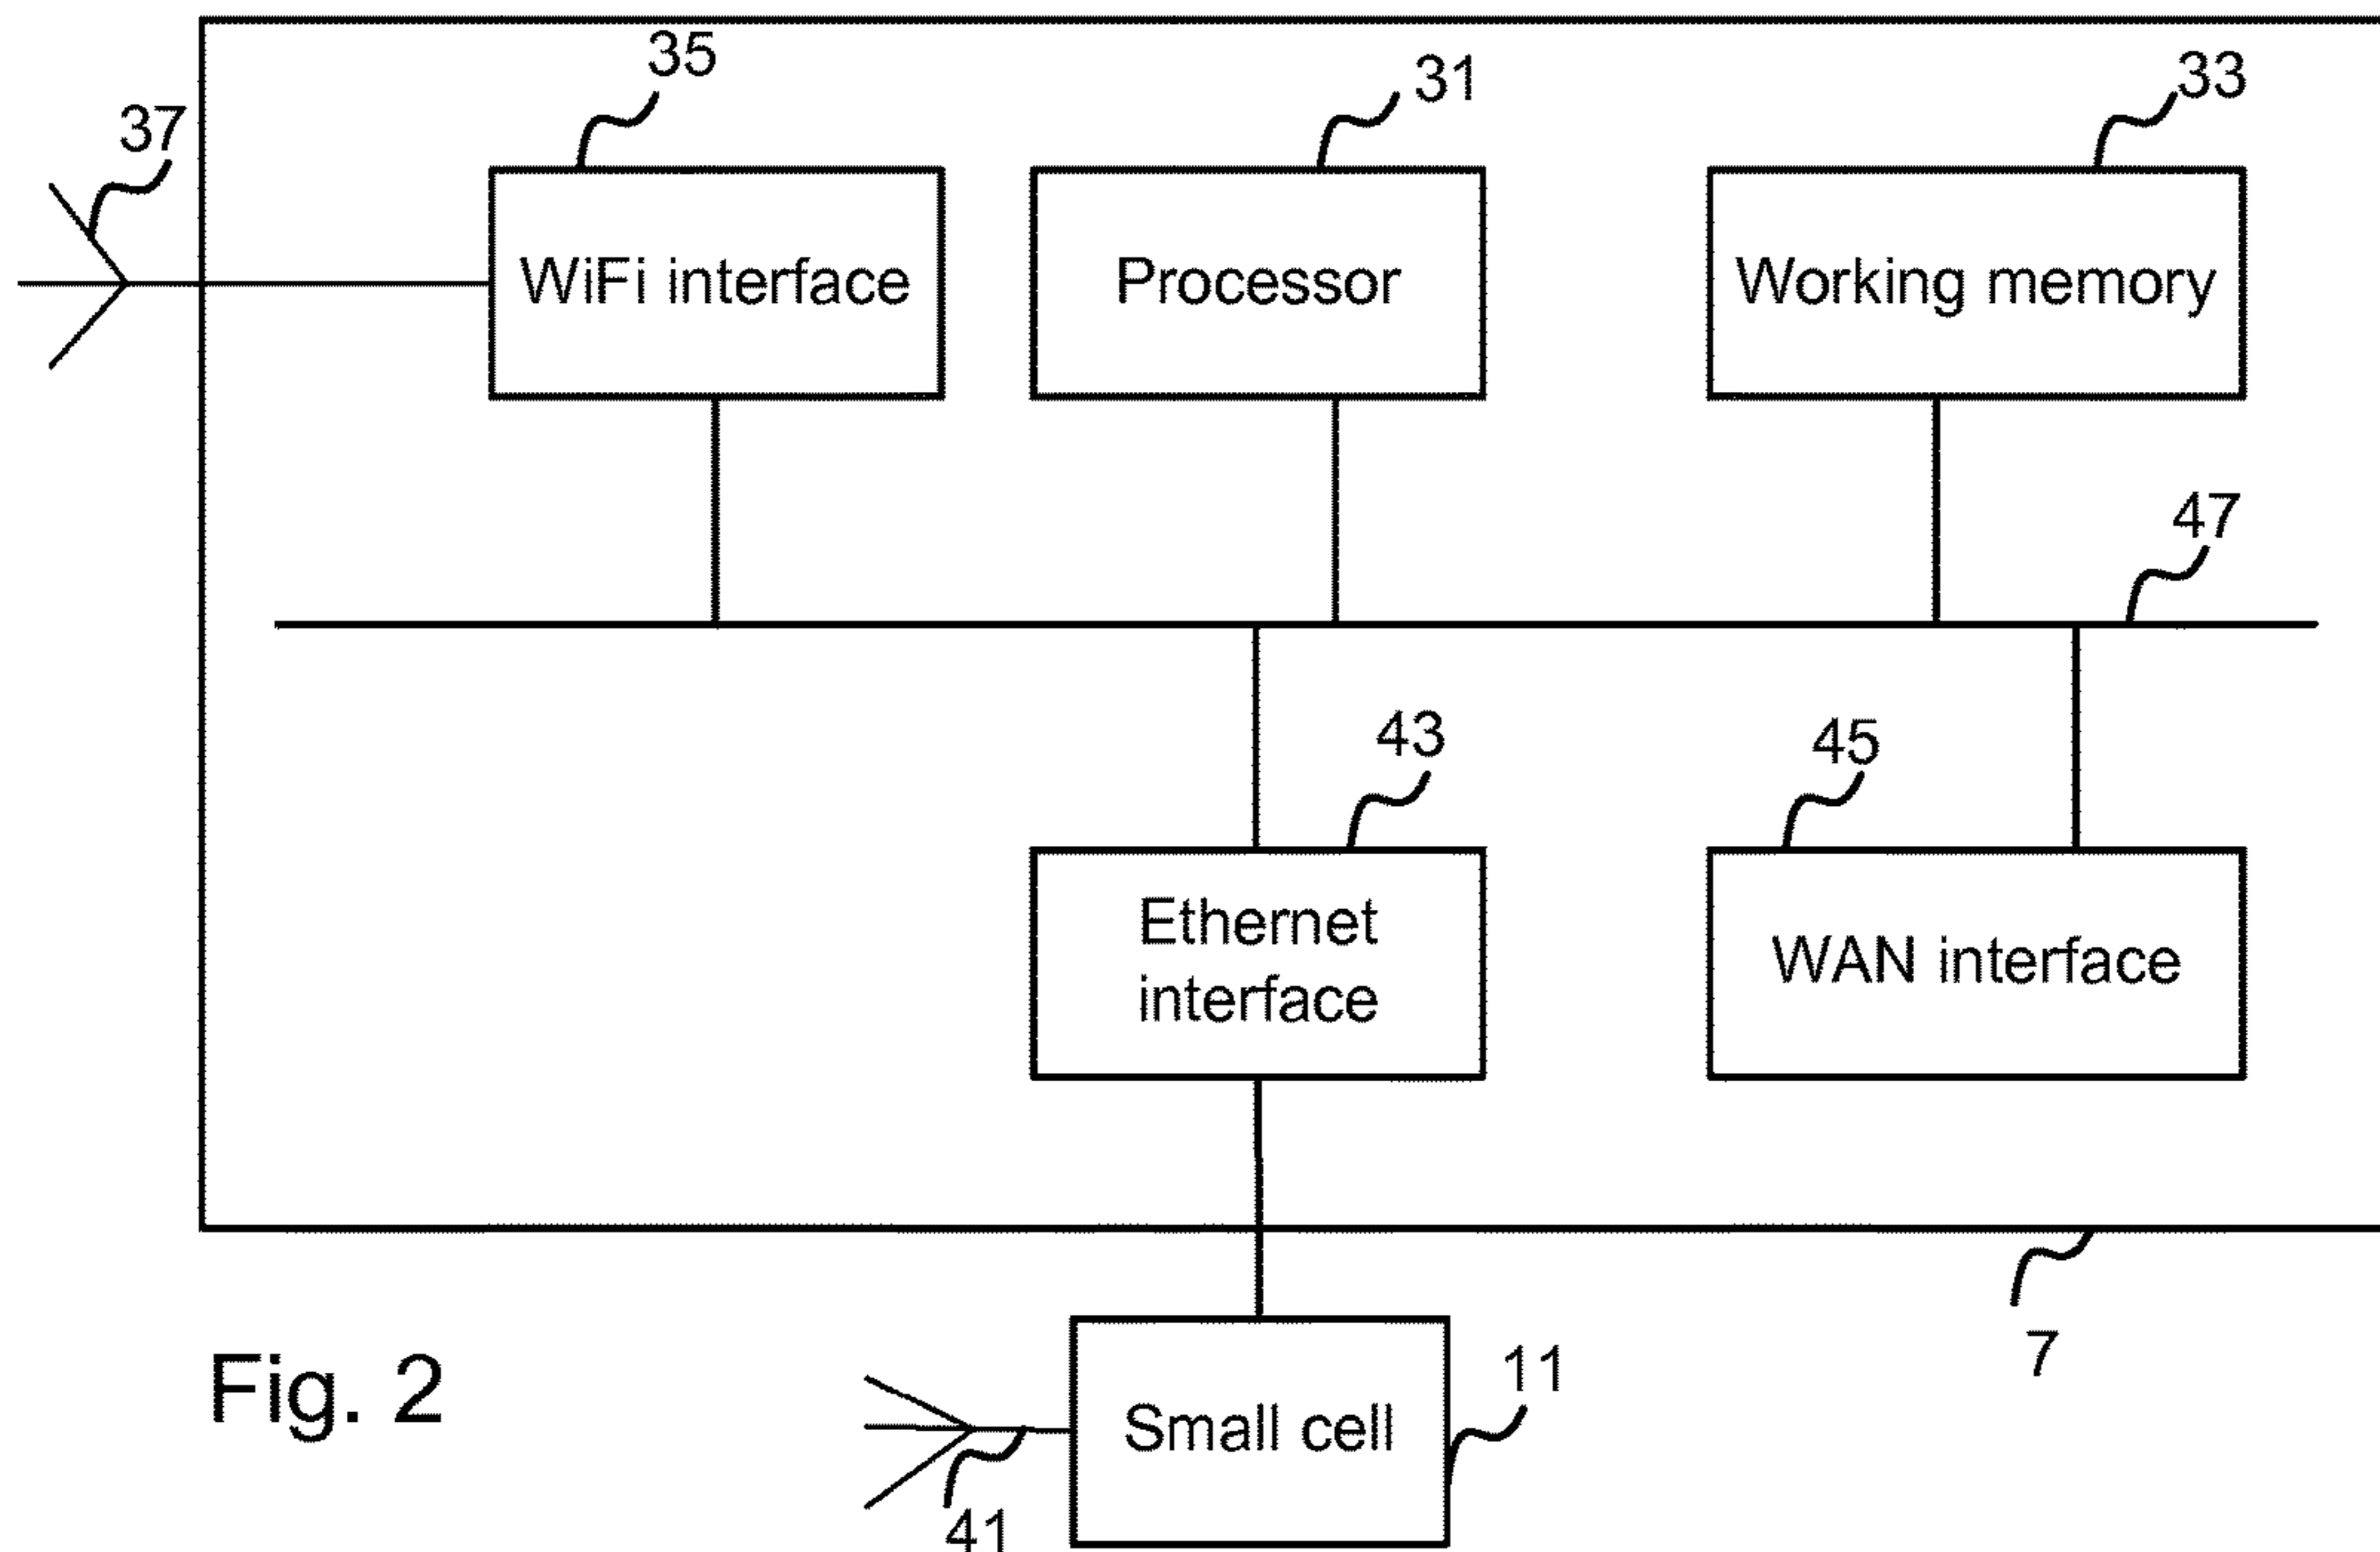 35
31
33
37
WiFi interface
Processor
Working memory
47
43
45
Ethernet
interface
WAN interface
7
11
Fig. 2
Small cell
41